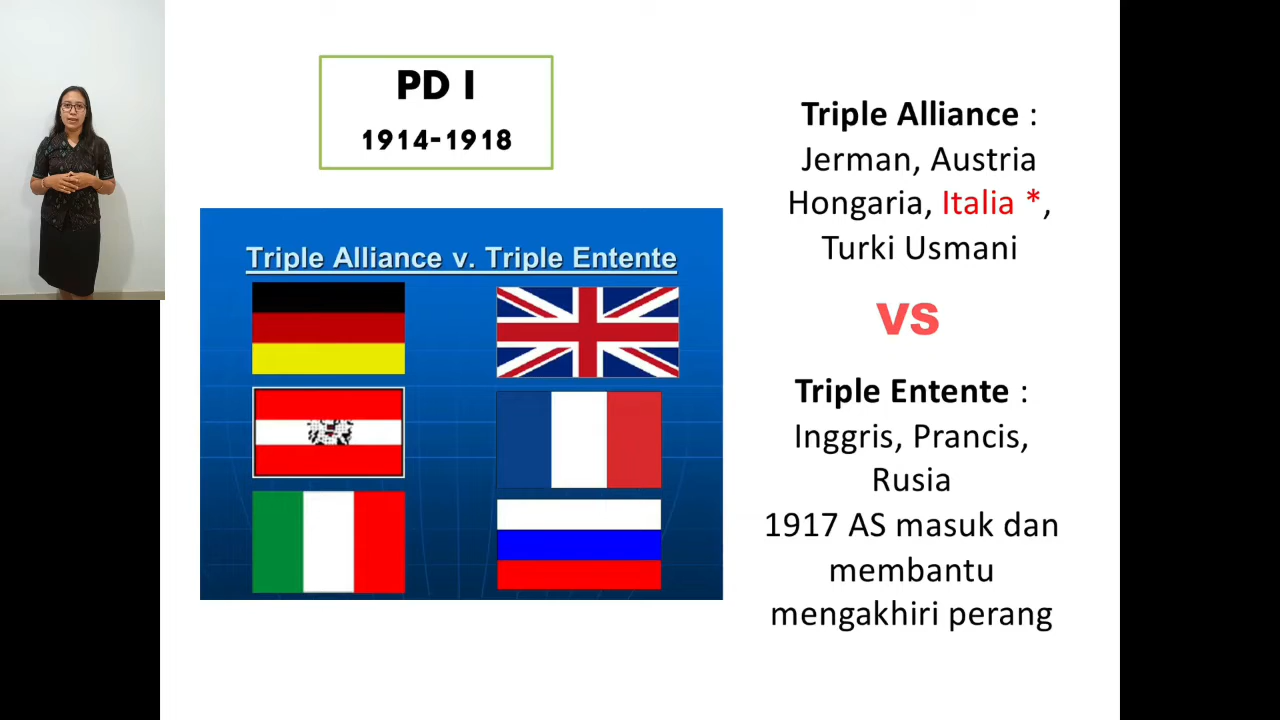 PD I
1914-1918
Triple Alliance v. Triple Entente
Triple Alliance :
Jerman, Austria
Hongaria, Italia *,
Turki Usmani
VS
Triple Entente :
Inggris, Prancis,
Rusia
1917 AS masuk dan
membantu
mengakhiri perang